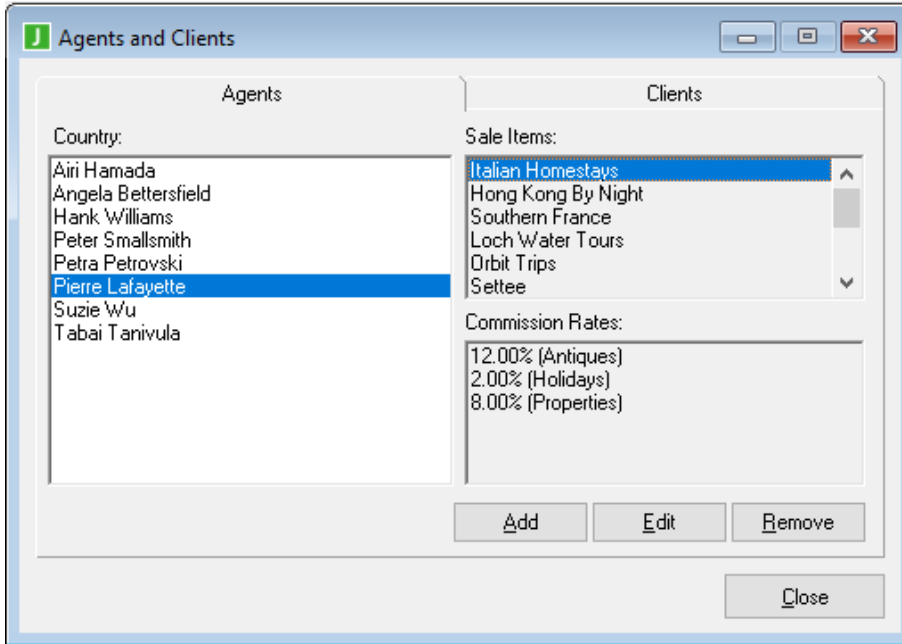 J Agents and Clients
Agents
Clients
Country:
Airi Hamada
Angela Bettersfield
Hank Williams
Peter Smallsmith
Petra Petrovski
Pierre Lafayette
Suzie Wu
Tabai Tanivula
Sale Items:
Italian Homestays
Hong Kong By Night
Southern France
Loch Water Tours
Orbit Trips
Settee
Commission Rates:
12.00% (Antiques)
2.00% (Holidays)
8.00% (Properties)
Add
Edit
Remove
Close